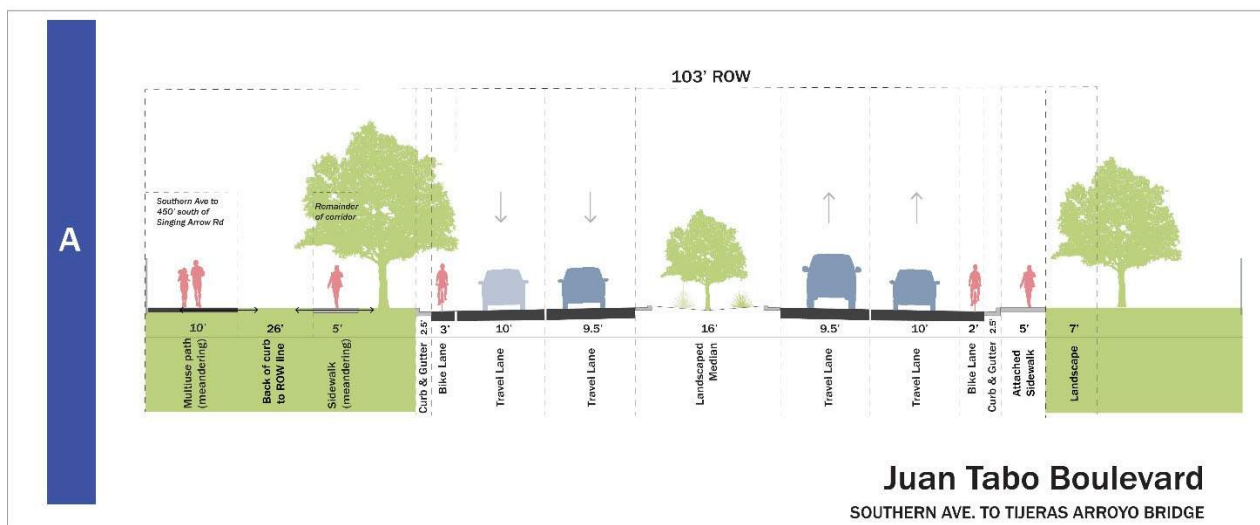 A
103' ROW
Southern Ave to
450' south of
Singing Arrow Rd
Remainder
of corridor
10'
26'
5'
2.5'
3'
10'
9.5'
16'
9.5'
10'
2'
2.5'
5'
7'
Multiuse path
(meandering)
Back of curb
to ROW line
Sidewalk
(meandering)
Curb & Gutter
Bike Lane
Travel Lane
Travel Lane
Landscaped
Median
Travel Lane
Travel Lane
Bike Lane
Curb & Gutter
Attached
Sidewalk
Landscape
Juan Tabo Boulevard
SOUTHERN AVE. TO TIJERAS ARROYO BRIDGE